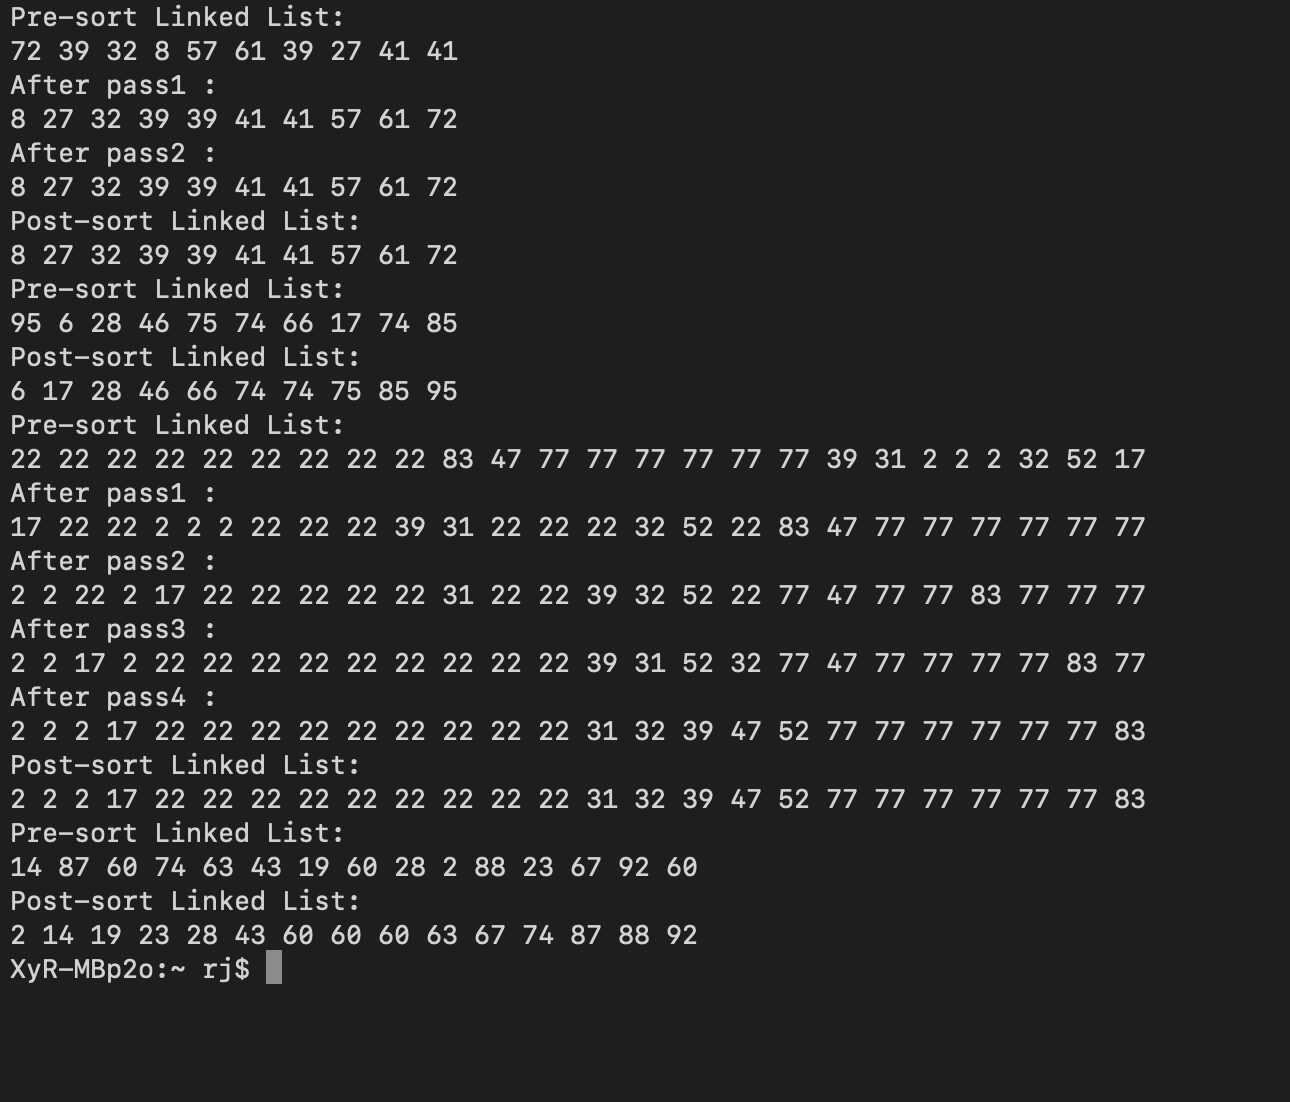 Pre-sort Linked List:
72 39 32 8 57 61 39 27 41 41
After pass1 :
8 27 32 39 39 41 41 57 61 72
After pass2 :
8 27 32 39 39 41 41 57 61 72
Post-sort Linked List:
8 27 32 39 39 41 41 57 61 72
Pre-sort Linked List:
95 6 28 46 75 74 66 17 74 85
Post-sort Linked List:
6 17 28 46 66 74 74 75 85 95
Pre-sort Linked List:
22 22 22 22 22 22 22 22 22 83 47 77 77 77 77 77 77 39 31 2 2 2 32 52 17
After pass1 :
17 22 22 2 2 2 22 22 22 39 31 22 22 22 32 52 22 83 47 77 77 77 77 77 77
After pass2 :
2 2 22 2 17 22 22 22 22 22 31 22 22 39 32 52 22 77 47 77 77 83 77 77 77
After pass3 :
2 2 17 2 22 22 22 22 22 22 22 22 22 39 31 52 32 77 47 77 77 77 77 83 77
After pass4 :
2 2 2 17 22 22 22 22 22 22 22 22 22 31 32 39 47 52 77 77 77 77 77 77 83
Post-sort Linked List:
2 2 2 17 22 22 22 22 22 22 22 22 22 31 32 39 47 52 77 77 77 77 77 77 83
Pre-sort Linked List:
14 87 60 74 63 43 19 60 28 2 88 23 67 92 60
Post-sort Linked List:
2 14 19 23 28 43 60 60 60 63 67 74 87 88 92
XyR-MBp2o:~ rj$